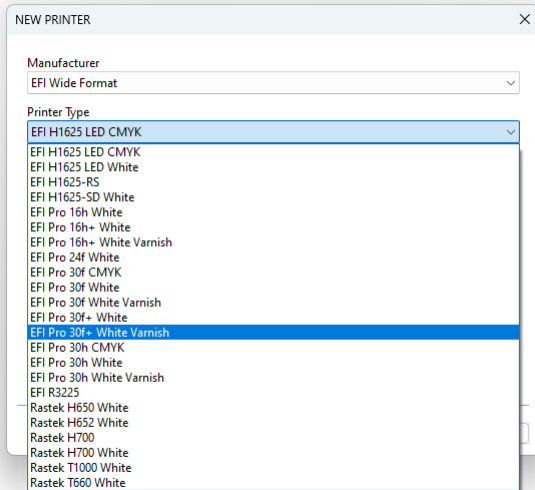 NEW PRINTER
Manufacturer
EFI Wide Format
Printer Type
EFI H1625 LED CMYK
EFI H1625 LED CMYK
EFI H1625 LED White
EFI H1625-RS
EFI H1625-SD White
EFI Pro 16h White
EFI Pro 16h+ White
EFI Pro 16h+ White Varnish
EFI Pro 24f White
EFI Pro 30f CMYK
EFI Pro 30f White
EFI Pro 30f White Varnish
EFI Pro 30f+ White
EFI Pro 30f+ White Varnish
EFI Pro 30h CMYK
EFI Pro 30h White
EFI Pro 30h White Varnish
EFI R3225
Rastek H650 White
Rastek H652 White
Rastek H700
Rastek H700 White
Rastek T1000 White
Rastek T660 White